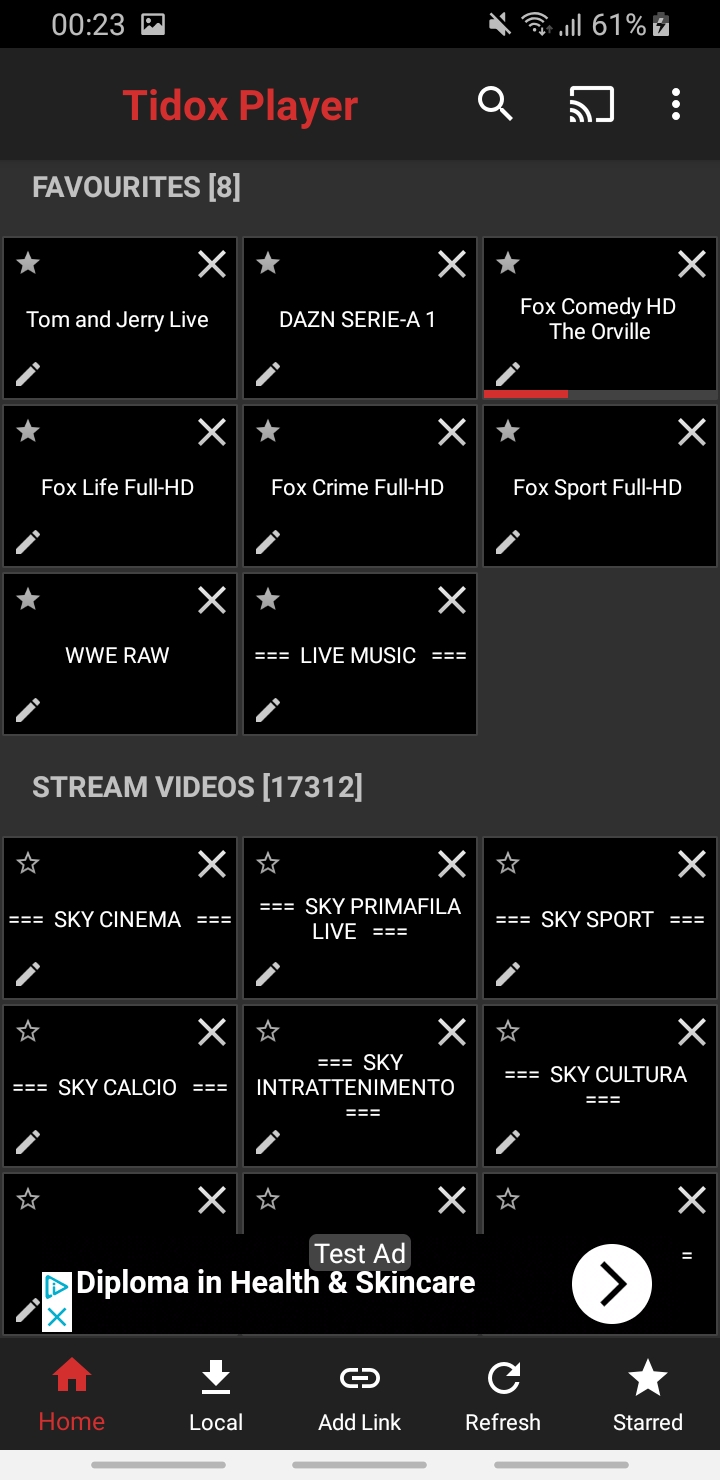 00:23
61%
Tidox Player
FAVOURITES [8]
Tom and Jerry Live
DAZN SERIE-A 1
Fox Comedy HD
The Orville
Fox Life Full-HD
Fox Crime Full-HD
Fox Sport Full-HD
WWE RAW
=== LIVE MUSIC ===
STREAM VIDEOS [17312]
=== SKY CINEMA ===
=== SKY PRIMAFILA
LIVE ===
=== SKY SPORT ===
=== SKY CALCIO ===
=== SKY
INTRATTENIMENTO
===
=== SKY CULTURA
===
=
Test Ad
Diploma in Health & Skincare
Home
Local
Add Link
Refresh
Starred